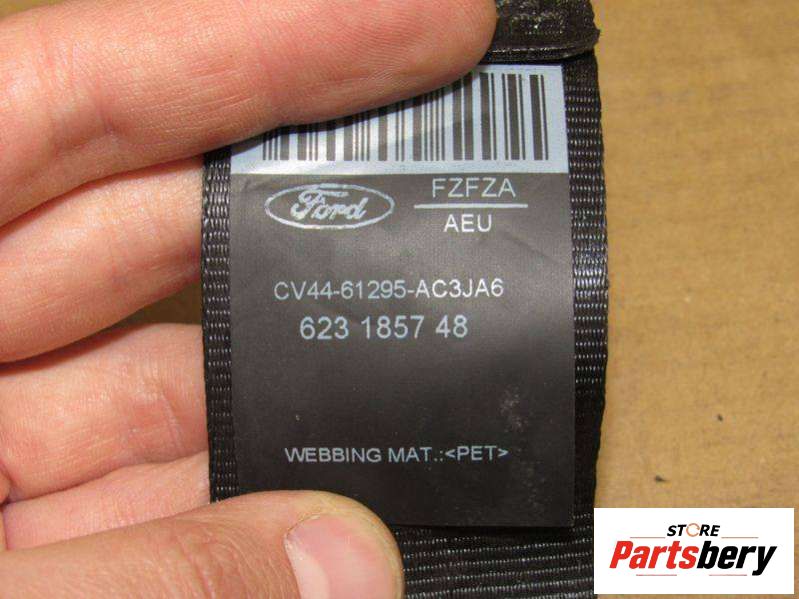 Ford
FZFZA
AEU
CV44-61295-AC3JA6
623 1857 48
WEBBING MAT.:<PET>
STORE
Partsbery